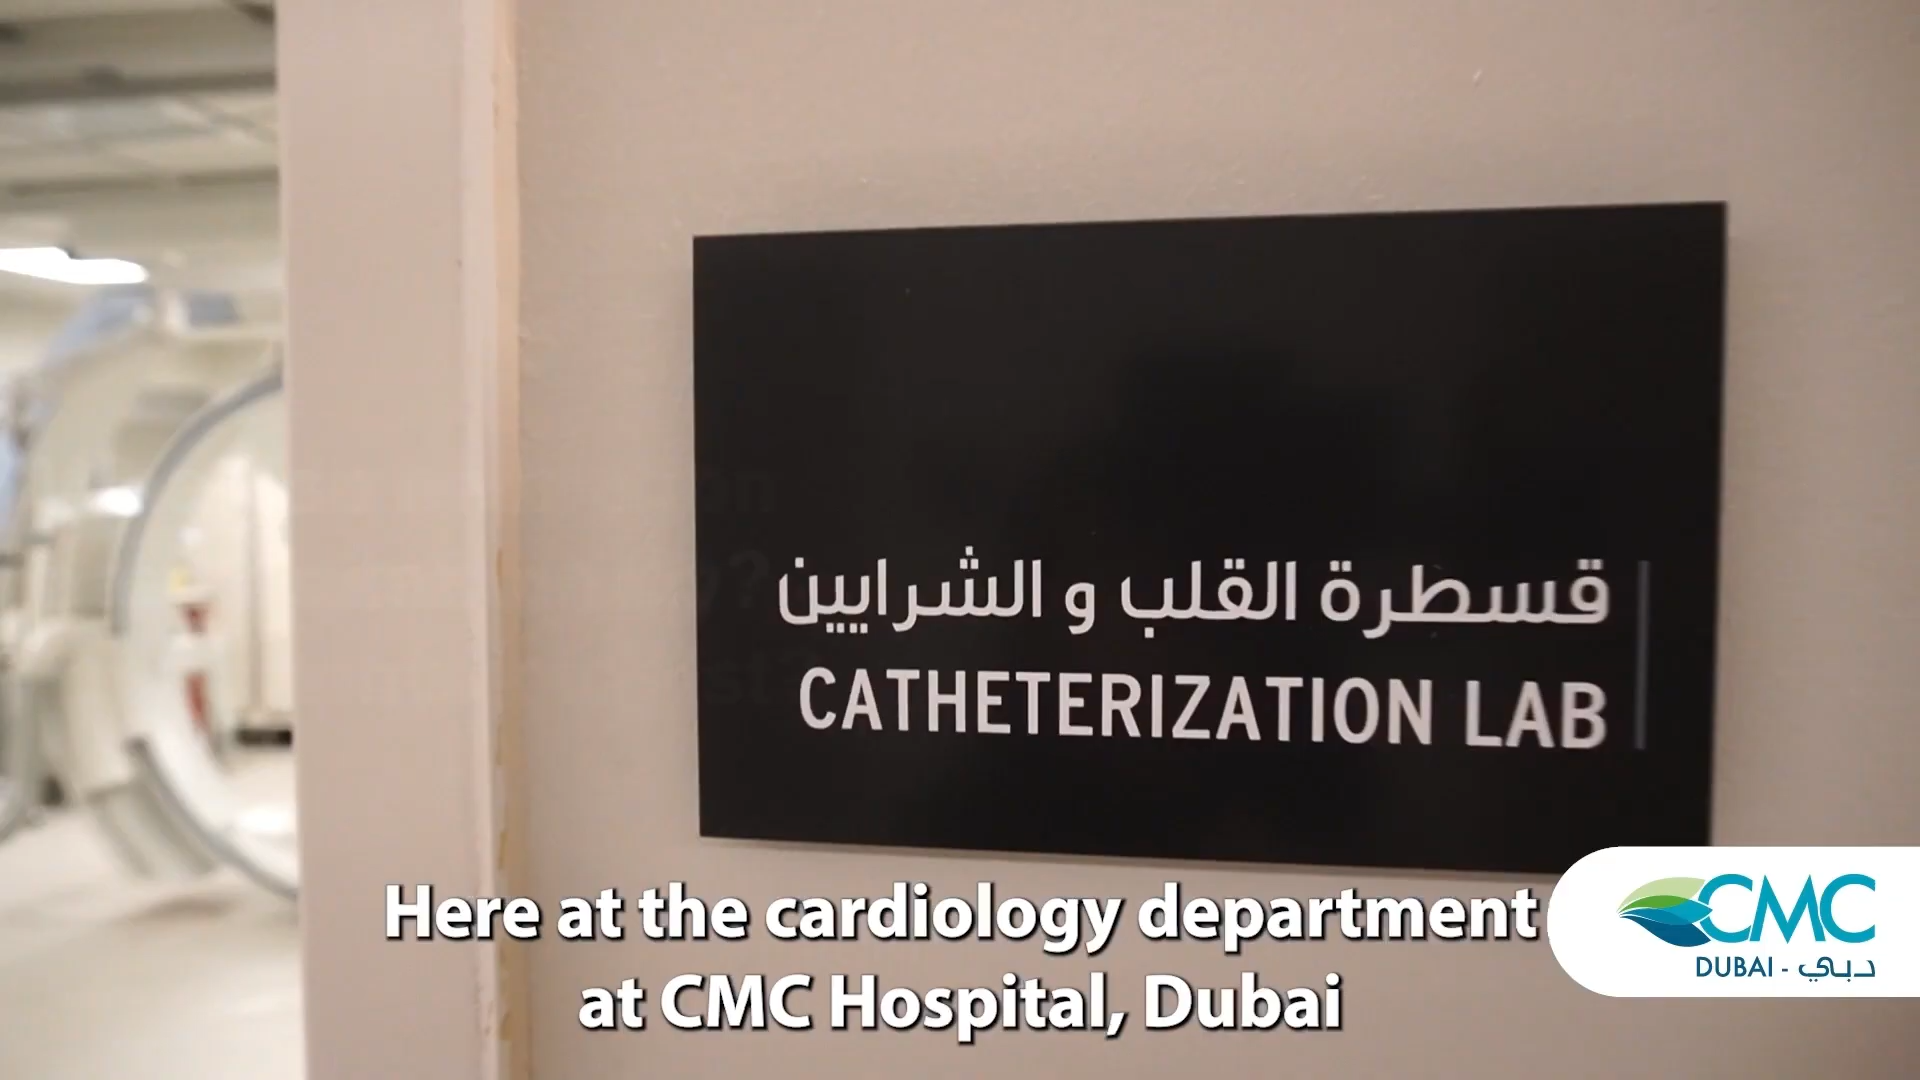 قسطرة القلب و الشرايين
CATHETERIZATION LAB
Here at the cardiology department
at CMC Hospital, Dubai
CMC
DUBAI - دبي